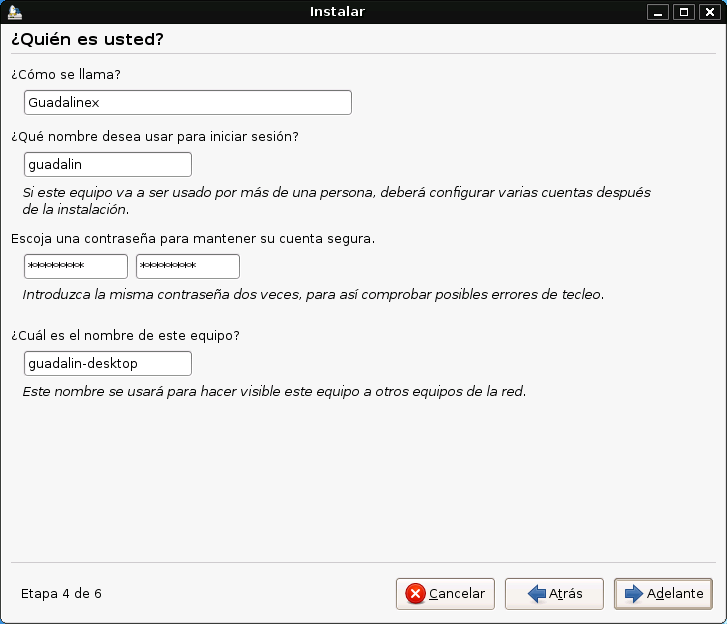 Instalar
¿Quién es usted?
¿Cómo se llama?
Guadalinex
¿Qué nombre desea usar para iniciar sesión?
guadalin
Si este equipo va a ser usado por más de una persona, deberá configurar varias cuentas después
de la instalación.
Escoja una contraseña para mantener su cuenta segura.
******** ********
Introduzca la misma contraseña dos veces, para así comprobar posibles errores de tecleo.
¿Cuál es el nombre de este equipo?
guadalin-desktop
Este nombre se usará para hacer visible este equipo a otros equipos de la red.
Etapa 4 de 6 Cancelar Atrás Adelante